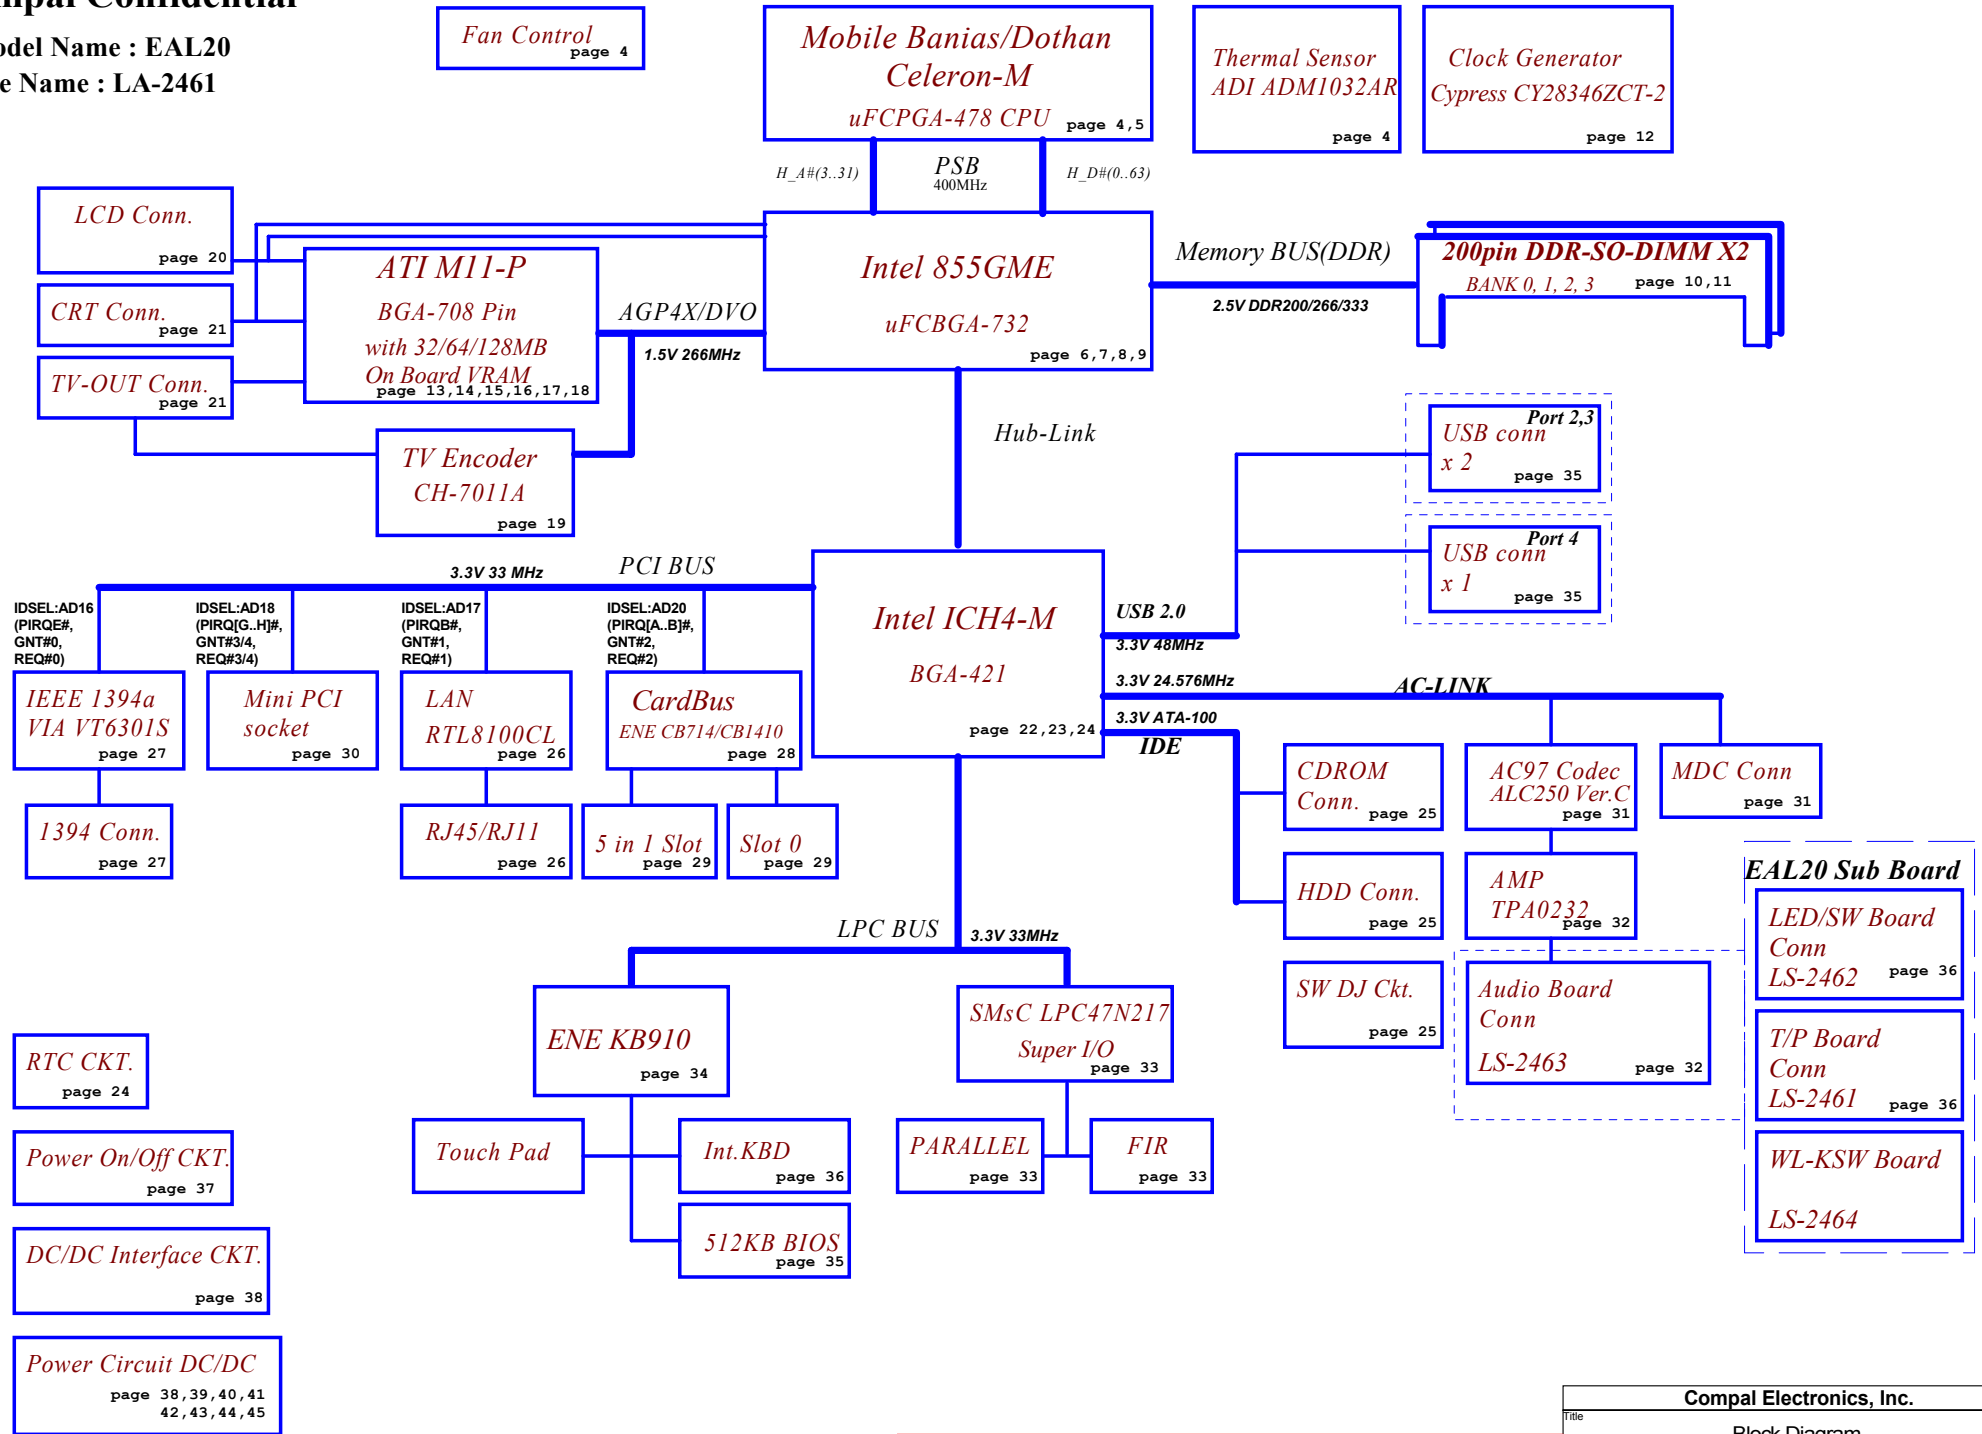 mpal Confidential
odel Name : EAL20
e Name : LA-2461
Fan Control
page 4
Mobile Banias/Dothan
Celeron-M
uFCPGA-478 CPU
page 4,5
Thermal Sensor
ADI ADM1032AR
page 4
Clock Generator
Cypress CY28346ZCT-2
page 12
H_A#(3..31)
PSB
400MHz
H_D#(0..63)
LCD Conn.
page 20
CRT Conn.
page 21
TV-OUT Conn.
page 21
ATI M11-P
BGA-708 Pin
with 32/64/128MB
On Board VRAM
page 13,14,15,16,17,18
AGP4X/DVO
1.5V 266MHz
Intel 855GME
uFCBGA-732
page 6,7,8,9
Memory BUS(DDR)
2.5V DDR200/266/333
200pin DDR-SO-DIMM X2
BANK 0, 1, 2, 3
page 10,11
TV Encoder
CH-7011A
page 19
Hub-Link
Port 2,3
USB conn
x 2
page 35
Port 4
USB conn
x 1
page 35
PCI BUS
3.3V 33 MHz
IDSEL:AD16
(PIRQE#,
GNT#0,
REQ#0)
IDSEL:AD18
(PIRQ[G..H]#,
GNT#3/4,
REQ#3/4)
IDSEL:AD17
(PIRQB#,
GNT#1,
REQ#1)
IDSEL:AD20
(PIRQ[A..B]#,
GNT#2,
REQ#2)
Intel ICH4-M
BGA-421
page 22,23,24
USB 2.0
3.3V 48MHz
3.3V 24.576MHz
AC-LINK
3.3V ATA-100
IDE
IEEE 1394a
VIA VT6301S
page 27
Mini PCI
socket
page 30
LAN
RTL8100CL
page 26
CardBus
ENE CB714/CB1410
page 28
1394 Conn.
page 27
RJ45/RJ11
page 26
5 in 1 Slot
page 29
Slot 0
page 29
CDROM
Conn.
page 25
AC97 Codec
ALC250 Ver.C
page 31
MDC Conn
page 31
HDD Conn.
page 25
AMP
TPA0232
page 32
SW DJ Ckt.
page 25
Audio Board
Conn
LS-2463
page 32
EAL20 Sub Board
LED/SW Board
Conn
LS-2462
page 36
T/P Board
Conn
LS-2461
page 36
WL-KSW Board
LS-2464
LPC BUS
3.3V 33MHz
ENE KB910
page 34
SMsC LPC47N217
Super I/O
page 33
Touch Pad
Int.KBD
page 36
512KB BIOS
page 35
PARALLEL
page 33
FIR
page 33
RTC CKT.
page 24
Power On/Off CKT.
page 37
DC/DC Interface CKT.
page 38
Power Circuit DC/DC
page 38,39,40,41
42,43,44,45
Compal Electronics, Inc.
Title
Block Diagram